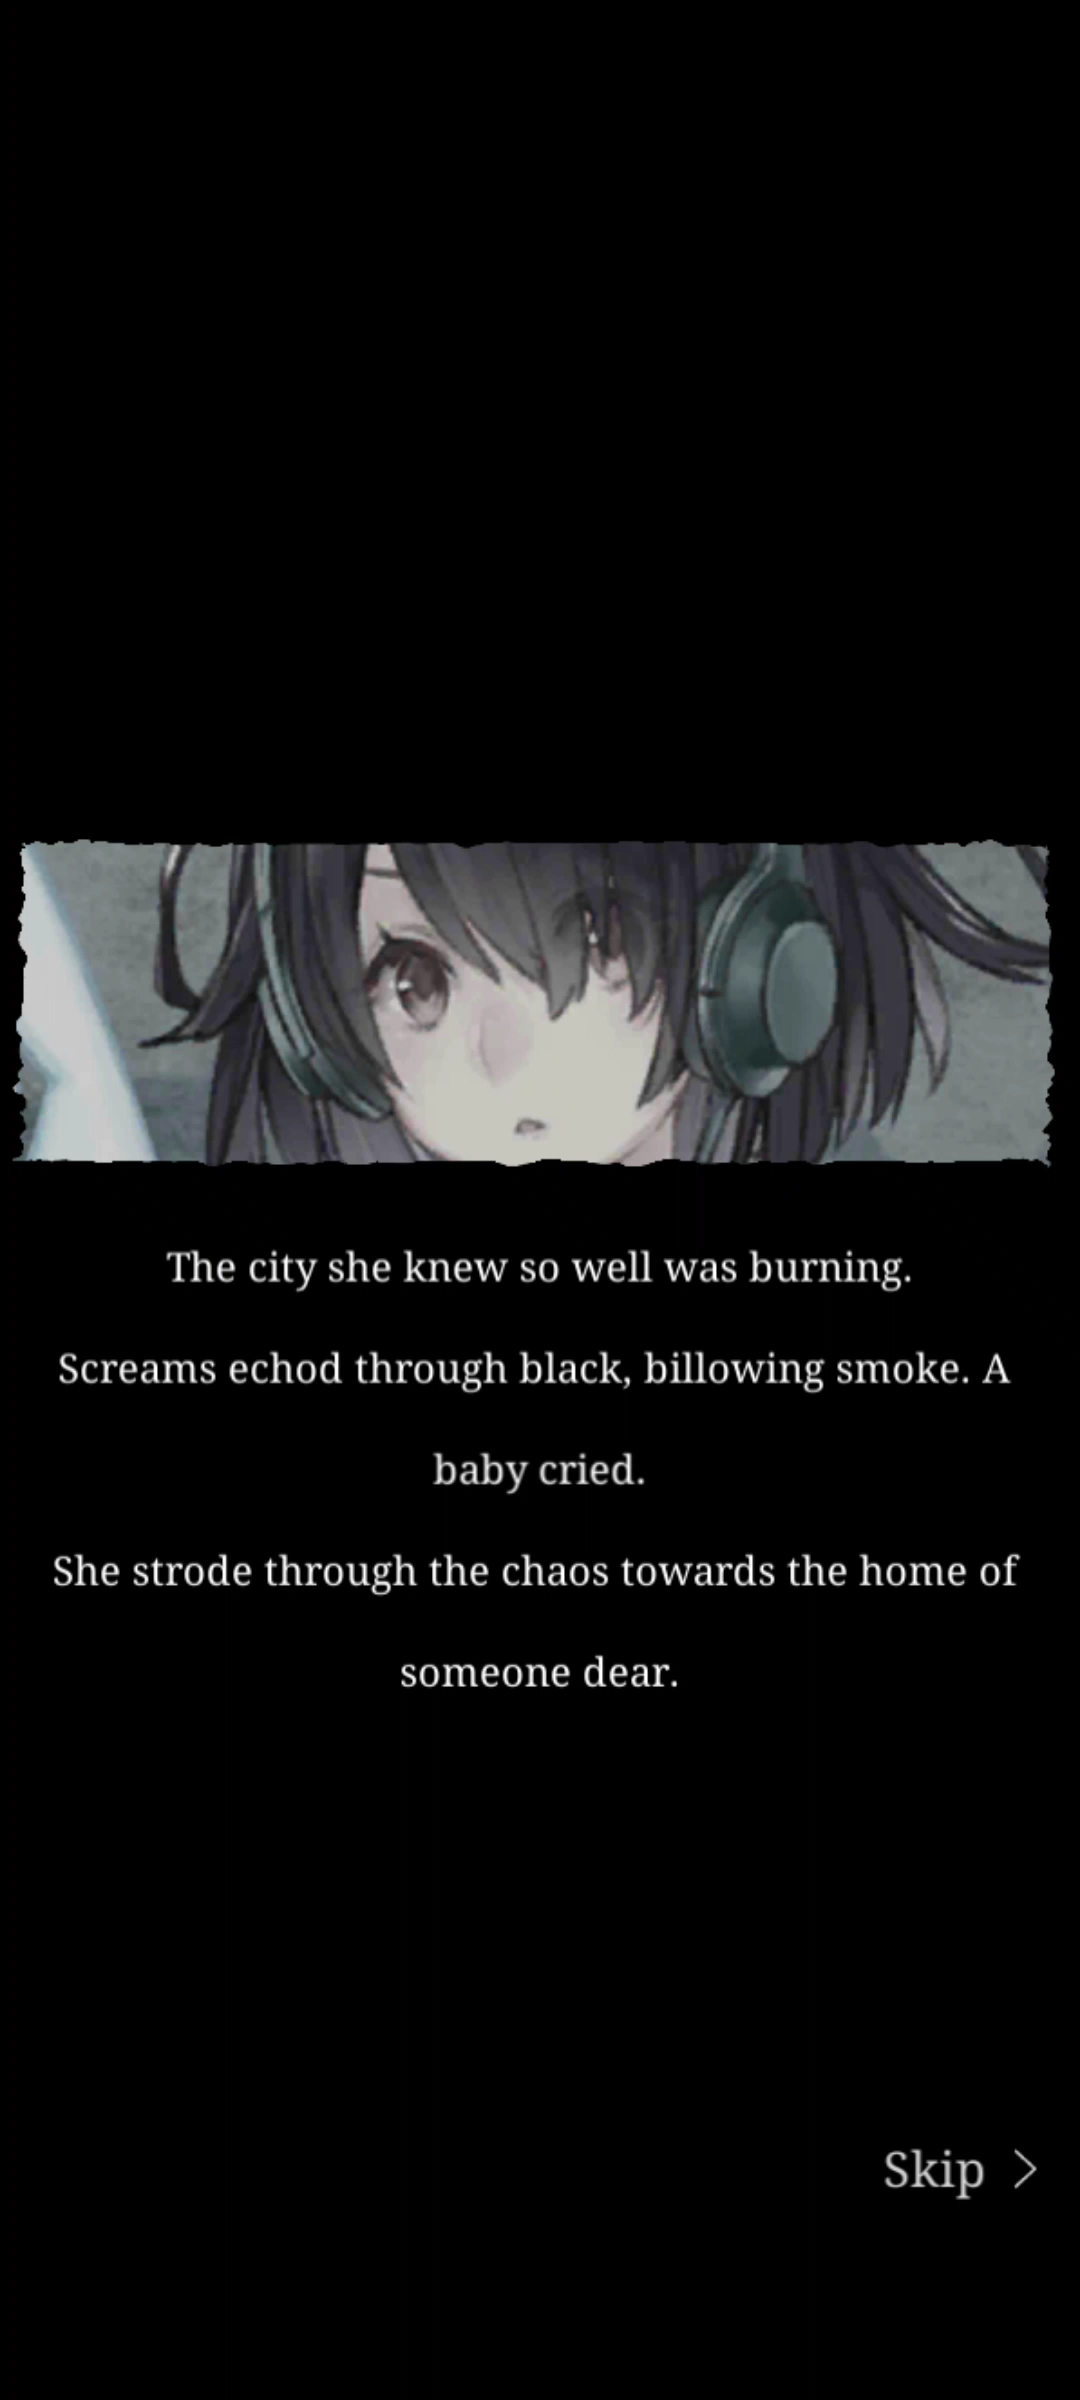 The city she knew so well was burning.
Screams echod through black, billowing smoke. A
baby cried.
She strode through the chaos towards the home of
someone dear.
Skip >